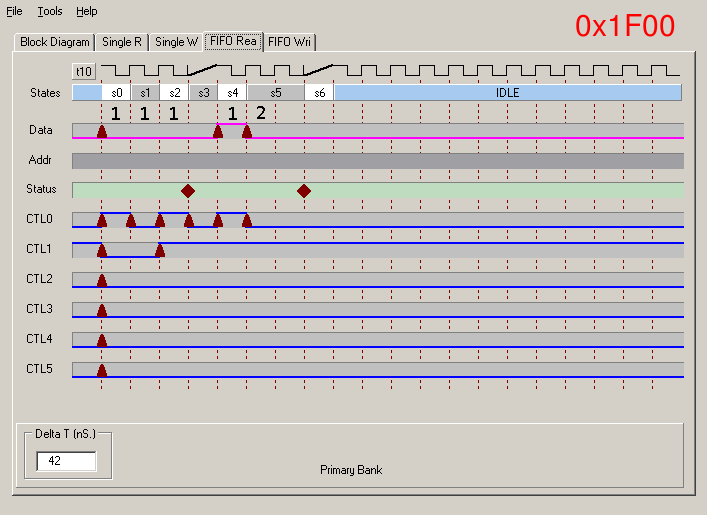 File Tools Help
0x1F00
Block Diagram Single R Single W FIFO Rea FIFO Wri
t10
States s0 s1 s2 s3 s4 s5 s6 IDLE
1 1 1 1 2
Data
Addr
Status
CTL0
CTL1
CTL2
CTL3
CTL4
CTL5
Delta T (nS.)
42
Primary Bank